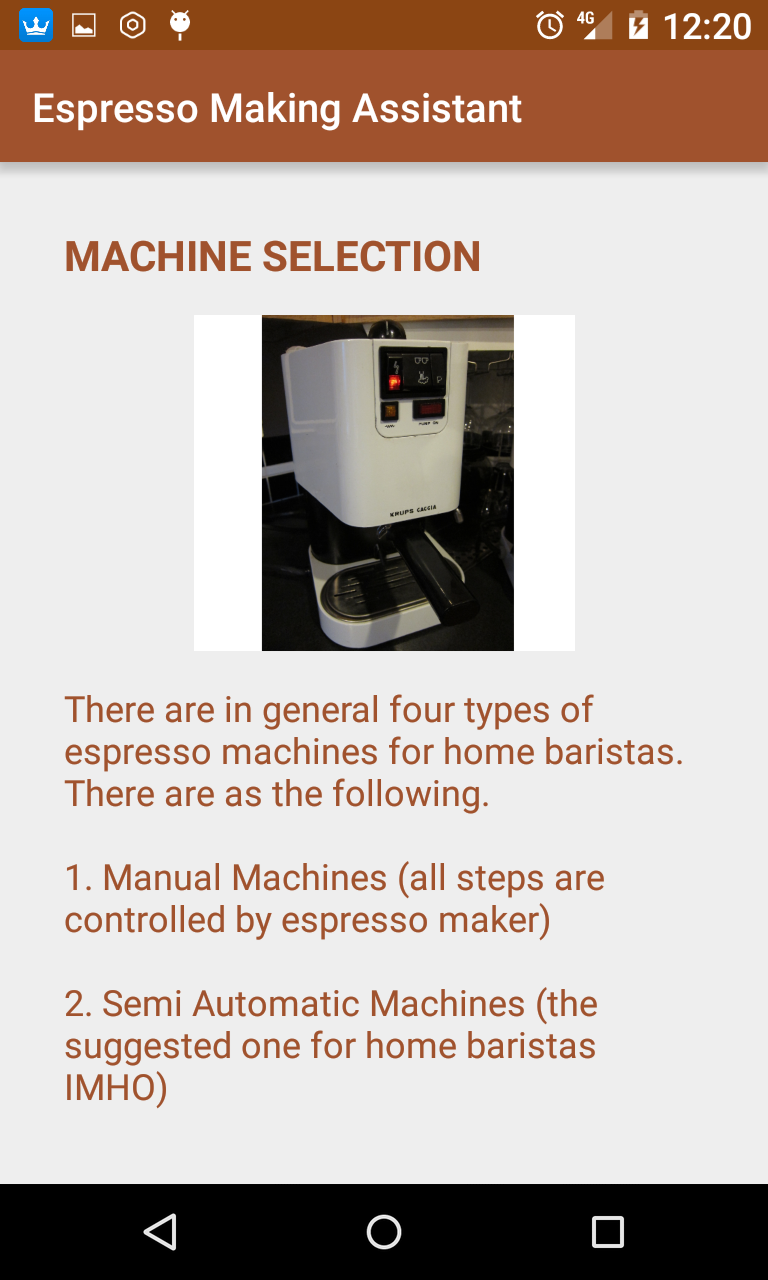 4G 12:20
Espresso Making Assistant
MACHINE SELECTION
PUMP ON
KRUPS GAGGIA
There are in general four types of
espresso machines for home baristas.
There are as the following.
1. Manual Machines (all steps are
controlled by espresso maker)
2. Semi Automatic Machines (the
suggested one for home baristas
IMHO)